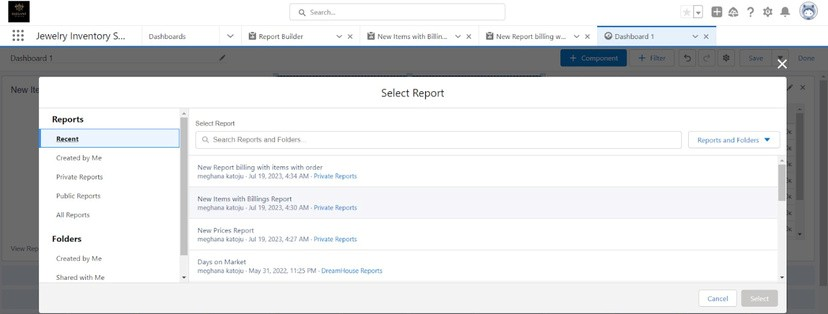 Search...
Jewelry Inventory S...
Dashboards
Report Builder
New Items with Billin...
New Report billing w...
Dashboard 1
Dashboard 1
+ Component
+ Filter
Save
Done
New Ite
Select Report
Reports
Recent
Created by Me
Private Reports
Public Reports
All Reports
Folders
Created by Me
Shared with Me
Select Report
Search Reports and Folders...
Reports and Folders
New Report billing with items with order
meghana katoju · Jul 19, 2023, 4:34 AM · Private Reports
New Items with Billings Report
meghana katoju · Jul 19, 2023, 4:30 AM · Private Reports
New Prices Report
meghana katoju · Jul 19, 2023, 4:27 AM · Private Reports
Days on Market
meghana katoju · May 31, 2022, 11:25 PM · DreamHouse Reports
View Rep
Cancel
Select